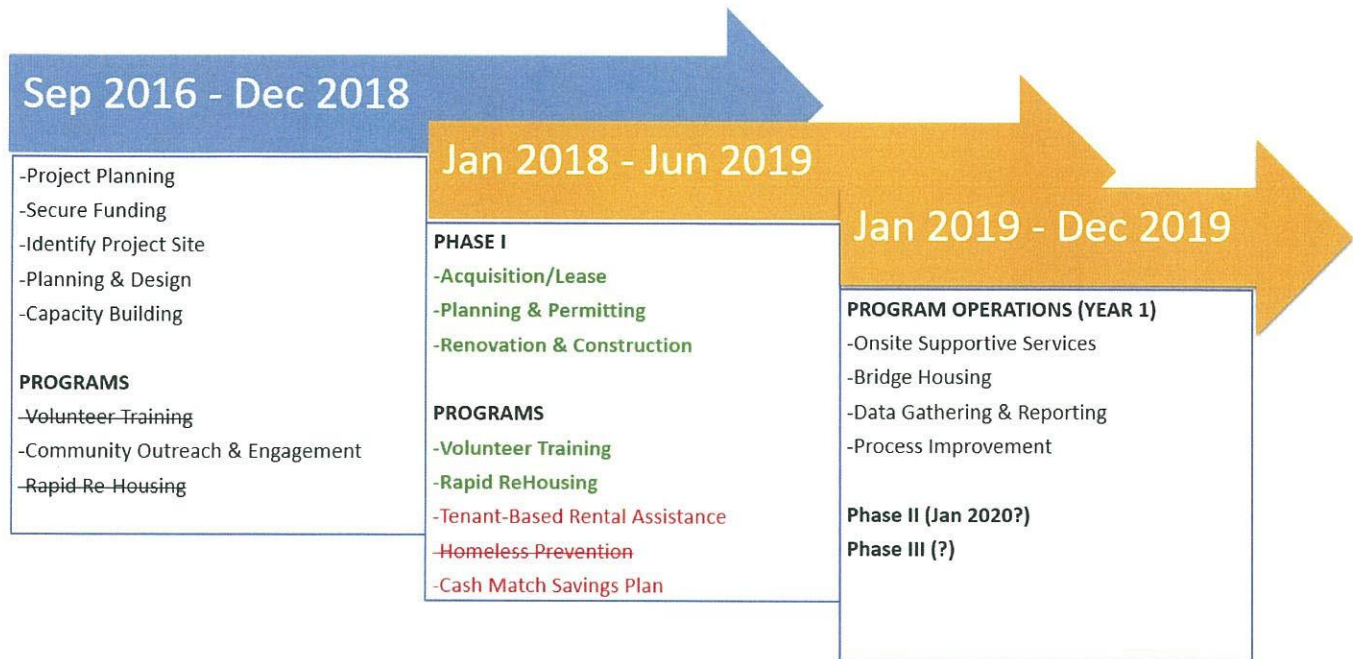 Sep 2016 - Dec 2018
-Project Planning
-Secure Funding
-Identify Project Site
-Planning & Design
-Capacity Building
PROGRAMS
-Volunteer Training
-Community Outreach & Engagement
-Rapid Re-Housing
Jan 2018 - Jun 2019
PHASE I
-Acquisition/Lease
-Planning & Permitting
-Renovation & Construction
PROGRAMS
-Volunteer Training
-Rapid ReHousing
-Tenant-Based Rental Assistance
-Homeless Prevention
-Cash Match Savings Plan
Jan 2019 - Dec 2019
PROGRAM OPERATIONS (YEAR 1)
-Onsite Supportive Services
-Bridge Housing
-Data Gathering & Reporting
-Process Improvement
Phase II (Jan 2020?)
Phase III (?)